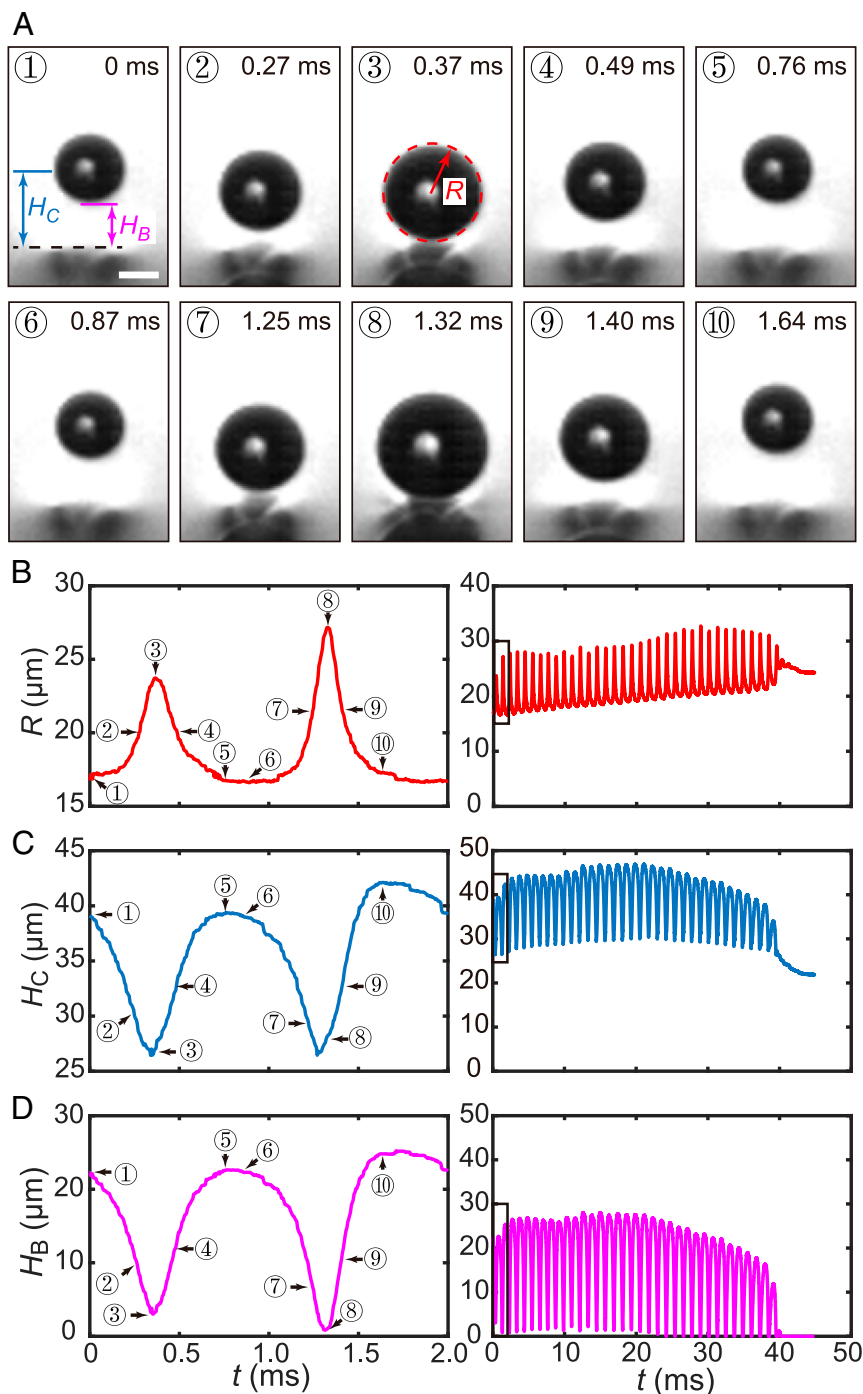 A
① 0 ms
② 0.27 ms
③ 0.37 ms
④ 0.49 ms
⑤ 0.76 ms
H_C
H_B
R
⑥ 0.87 ms
⑦ 1.25 ms
⑧ 1.32 ms
⑨ 1.40 ms
⑩ 1.64 ms
B
R (μm)
30
25
20
15
① ② ③ ④ ⑤ ⑥ ⑦ ⑧ ⑨ ⑩
40
30
20
10
0
C
H_C (μm)
45
40
35
30
25
① ② ③ ④ ⑤ ⑥ ⑦ ⑧ ⑨ ⑩
50
40
30
20
10
0
D
H_B (μm)
30
20
10
0
① ② ③ ④ ⑤ ⑥ ⑦ ⑧ ⑨ ⑩
0 0.5 1.0 1.5 2.0
t (ms)
50
40
30
20
10
0
0 10 20 30 40 50
t (ms)